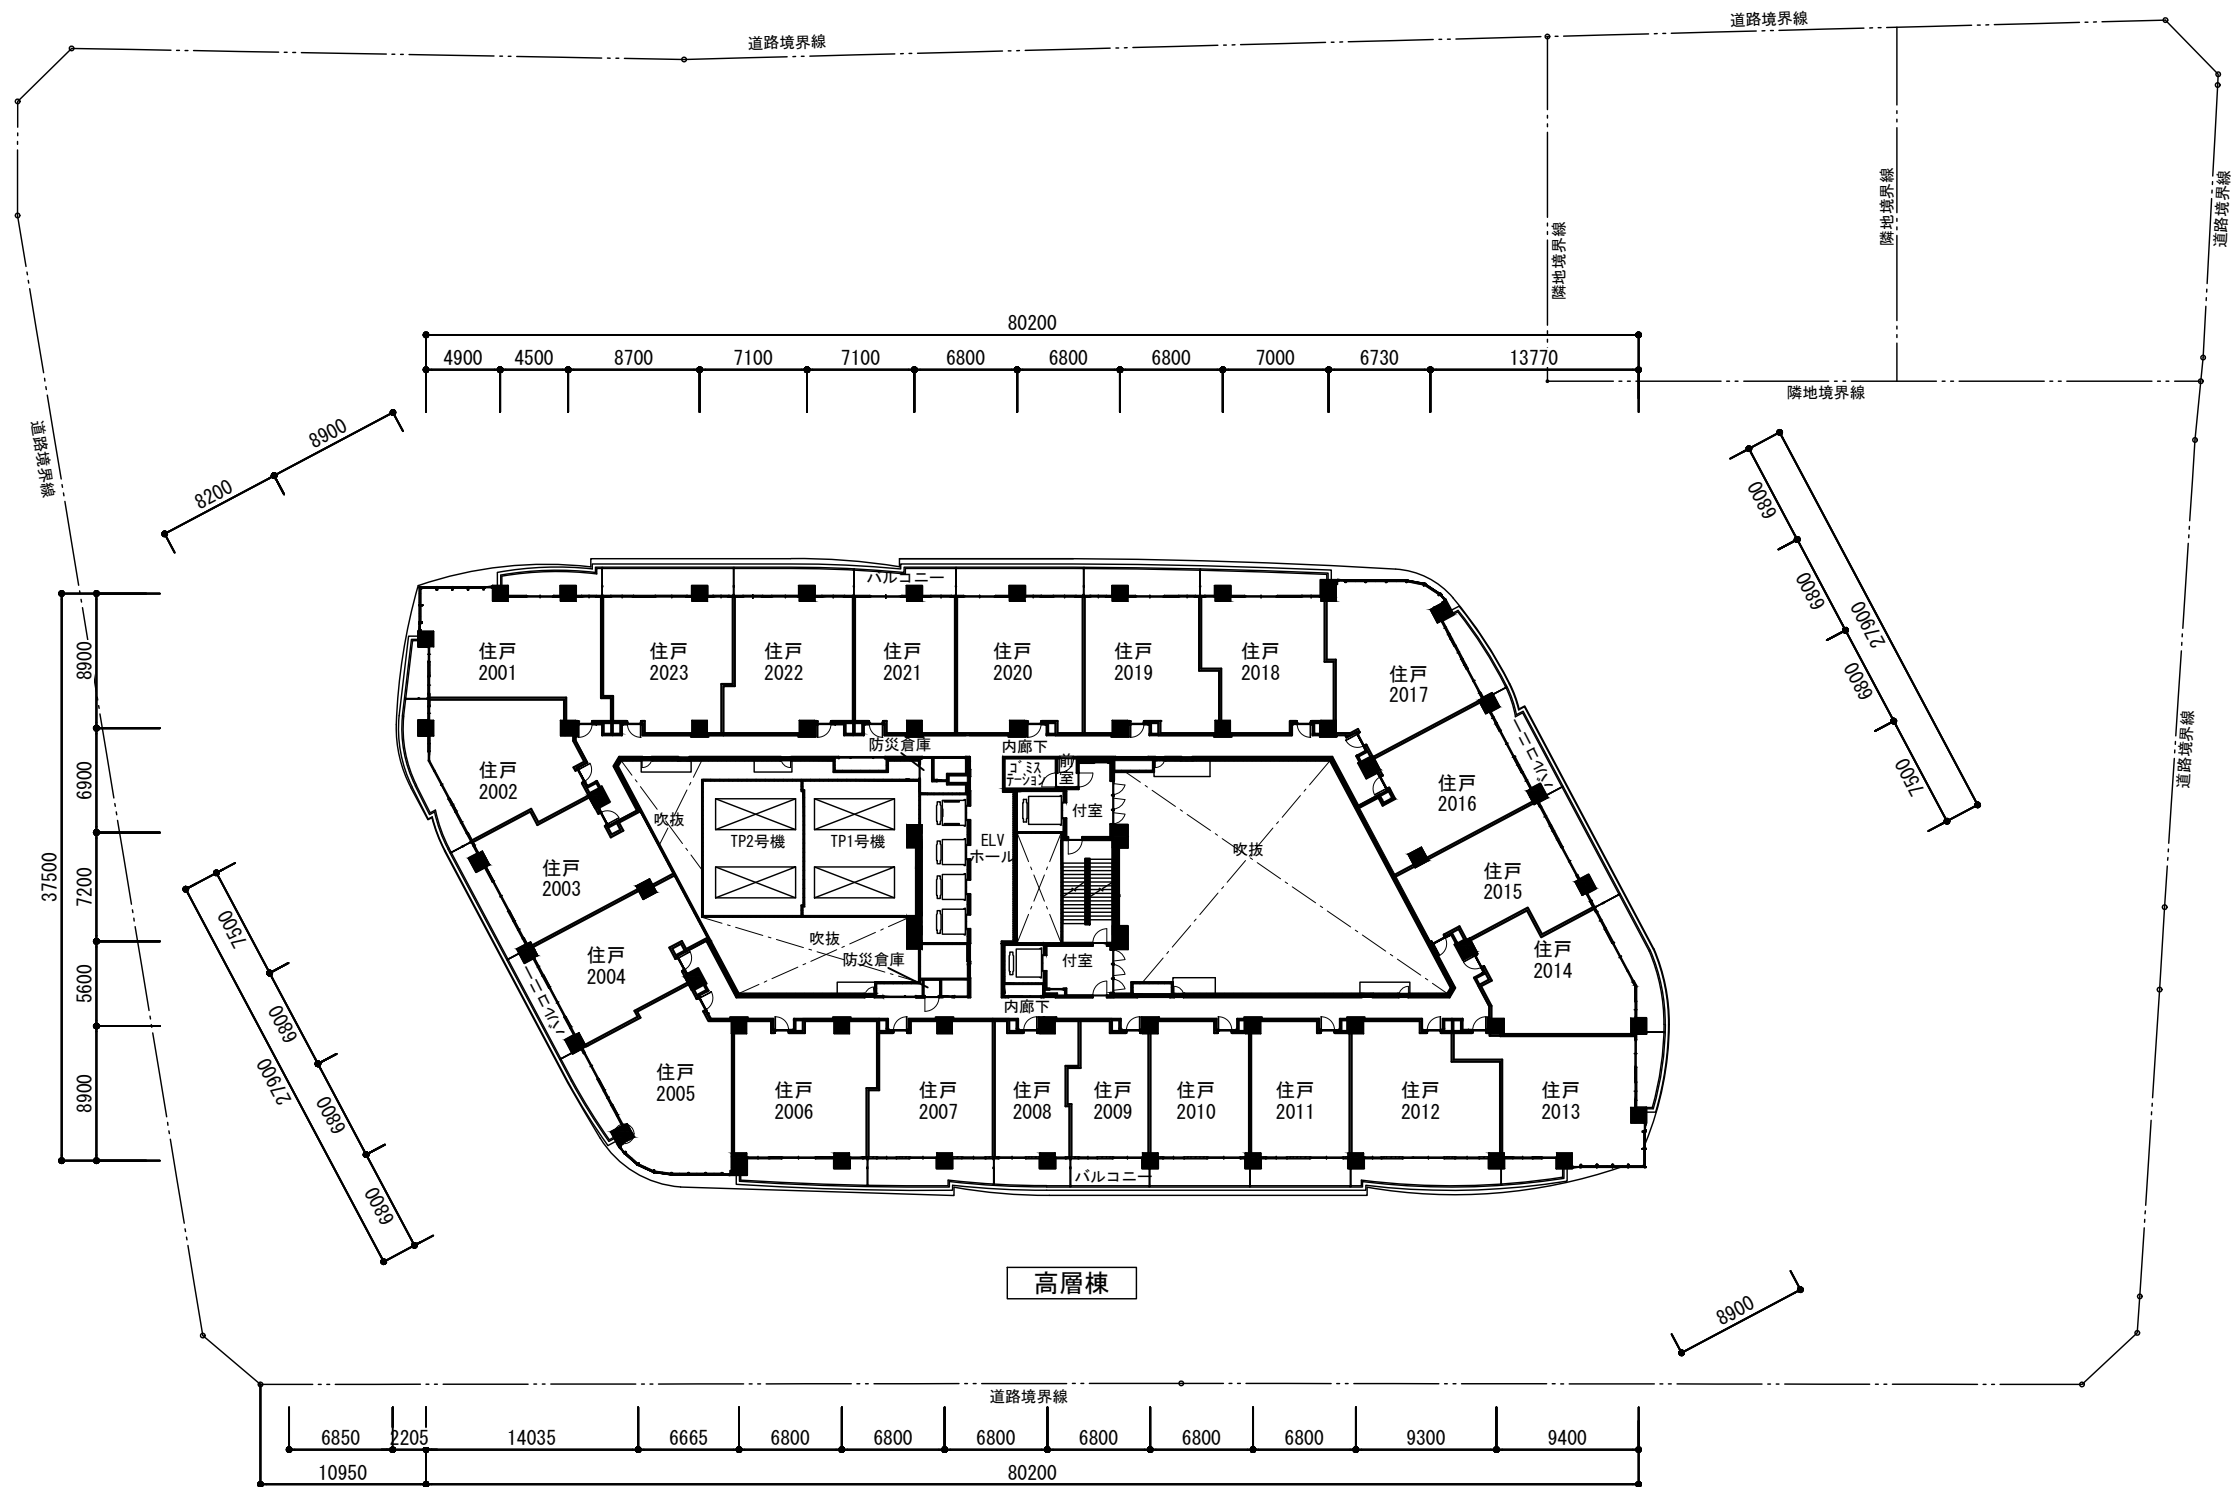 道路境界線
道路境界線
道路境界線
道路境界線
隣地境界線
隣地境界線
隣地境界線
80200
4900 4500 8700 7100 7100 6800 6800 6800 7000 6730 13770
8200 8900
6800
6800
6800
7500
27900
道路境界線
37500
8900
6900
7200
5600
8900
7500
6800
6800
6800
27900
バルコニー
住戸
2001
住戸
2023
住戸
2022
住戸
2021
住戸
2020
住戸
2019
住戸
2018
住戸
2017
住戸
2002
住戸
2016
住戸
2003
住戸
2015
住戸
2004
住戸
2014
防災倉庫
内廊下
ゴミス
テーション
前
室
付室
吹抜
TP2号機
TP1号機
ELV
ホール
吹抜
吹抜
防災倉庫
付室
内廊下
バルコニー
バルコニー
住戸
2005
住戸
2006
住戸
2007
住戸
2008
住戸
2009
住戸
2010
住戸
2011
住戸
2012
住戸
2013
バルコニー
高層棟
8900
道路境界線
6850 2205 14035 6665 6800 6800 6800 6800 6800 6800 9300 9400
10950 80200